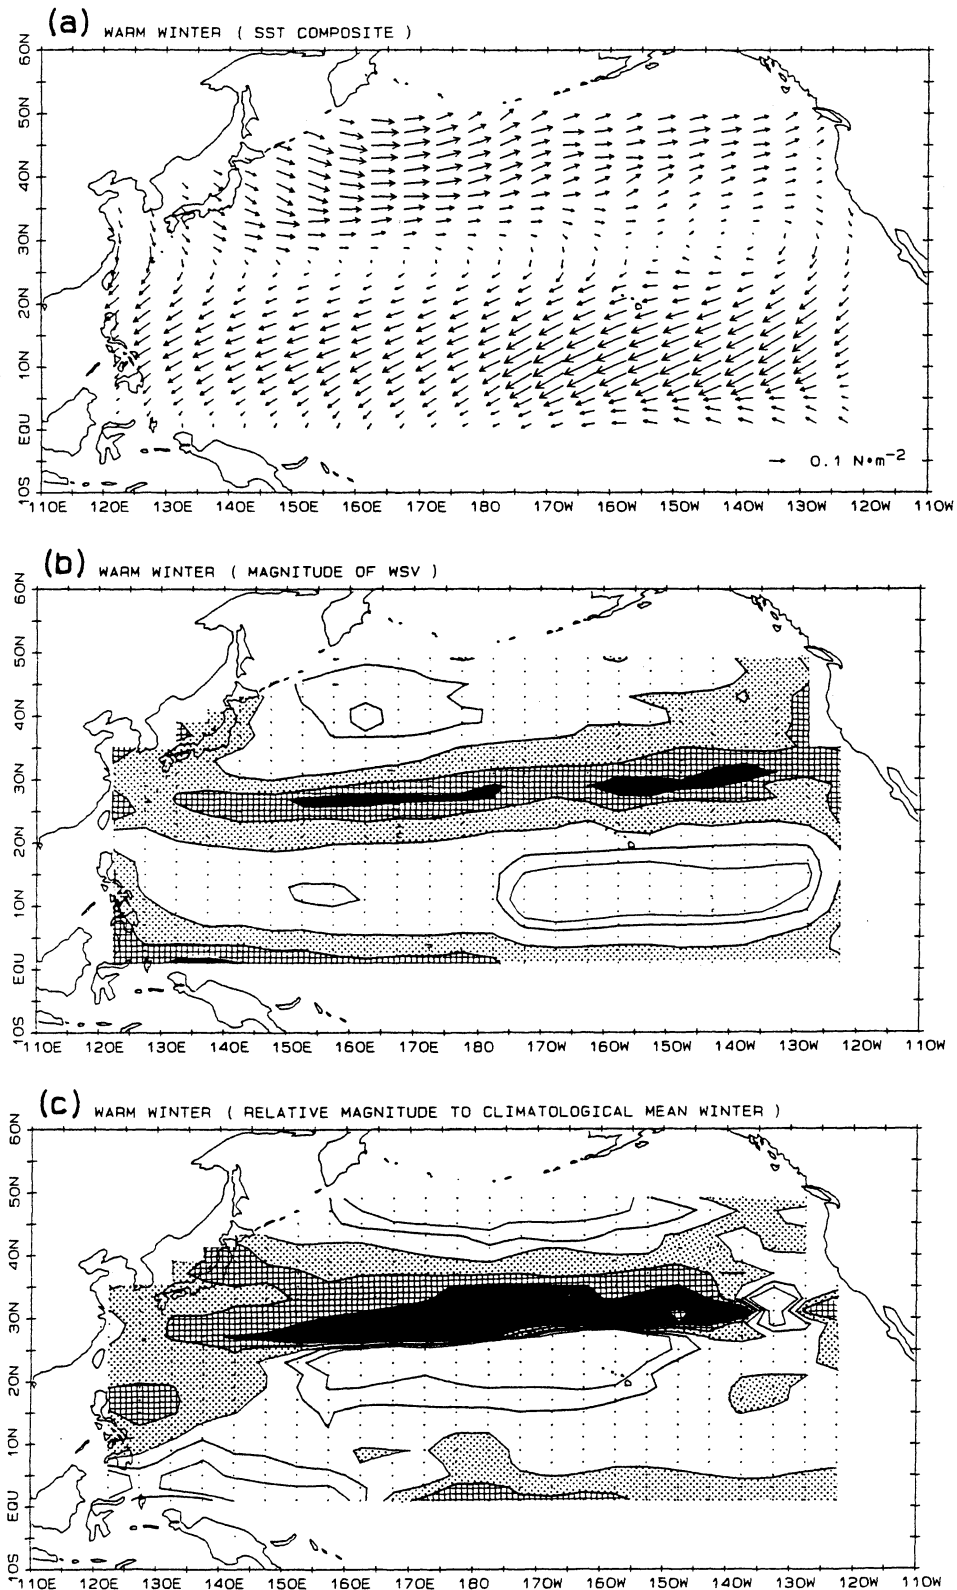 (a) WARM WINTER ( SST COMPOSITE )
60N
50N
40N
30N
20N
10N
EQU
10S
0.1 N•m-2
110E 120E 130E 140E 150E 160E 170E 180 170W 160W 150W 140W 130W 120W 110W
(b) WARM WINTER ( MAGNITUDE OF WSV )
60N
50N
40N
30N
20N
10N
EQU
10S
110E 120E 130E 140E 150E 160E 170E 180 170W 160W 150W 140W 130W 120W 110W
(c) WARM WINTER ( RELATIVE MAGNITUDE TO CLIMATOLOGICAL MEAN WINTER )
60N
50N
40N
30N
20N
10N
EQU
10S
110E 120E 130E 140E 150E 160E 170E 180 170W 160W 150W 140W 130W 120W 110W